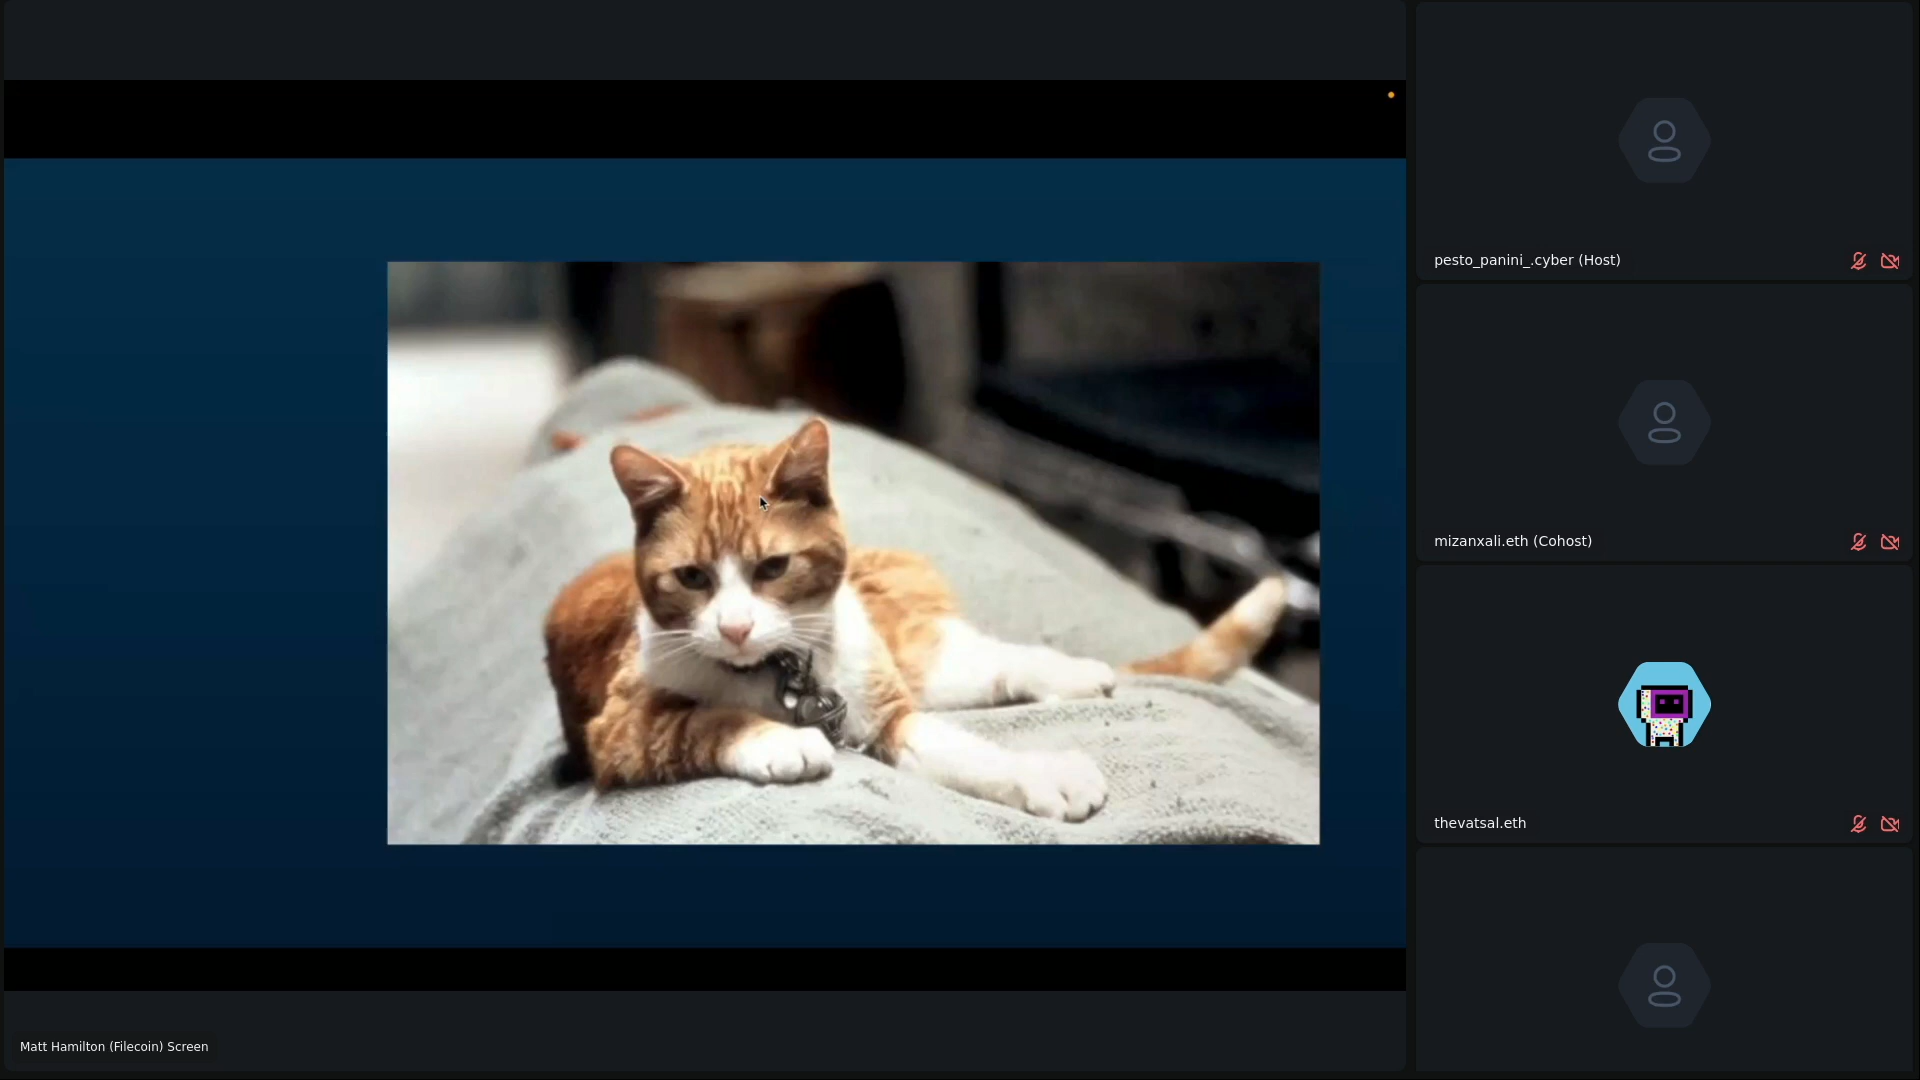 pesto_panini_.cyber (Host)
mizanxali.eth (Cohost)
thevatsal.eth
Matt Hamilton (Filecoin) Screen